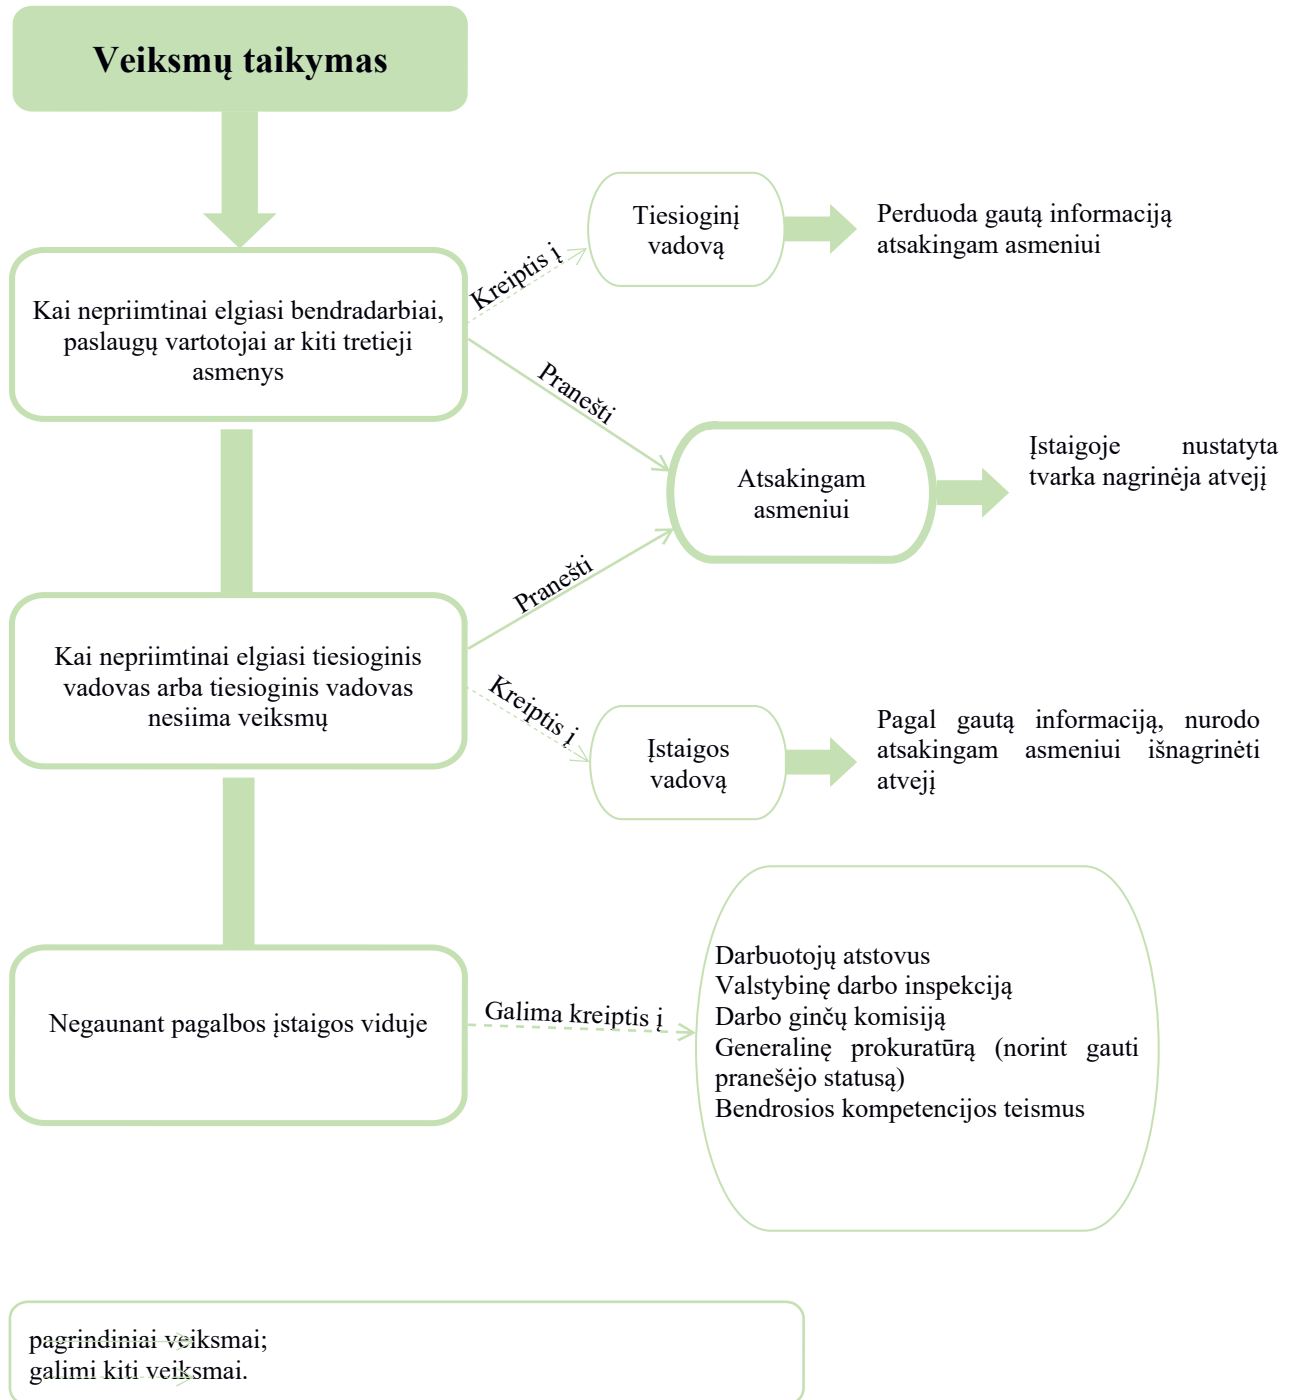 Veiksmų taikymas
Tiesioginį
vadovą
Perduoda gautą informaciją
atsakingam asmeniui
Kreiptis į
Kai nepriimtinai elgiasi bendradarbiai,
paslaugų vartotojai ar kiti tretieji
asmenys
Pranešti
Atsakingam
asmeniui
Įstaigoje nustatyta
tvarka nagrinėja atvejį
Pranešti
Kai nepriimtinai elgiasi tiesioginis
vadovas arba tiesioginis vadovas
nesiima veiksmų
Kreiptis į
Įstaigos
vadovą
Pagal gautą informaciją, nurodo
atsakingam asmeniui išnagrinėti
atvejį
Negaunant pagalbos įstaigos viduje
Galima kreiptis į
Darbuotojų atstovus
Valstybinę darbo inspekciją
Darbo ginčų komisiją
Generalinę prokuratūrą (norint gauti
pranešėjo statusą)
Bendrosios kompetencijos teismus
pagrindiniai veiksmai;
galimi kiti veiksmai.